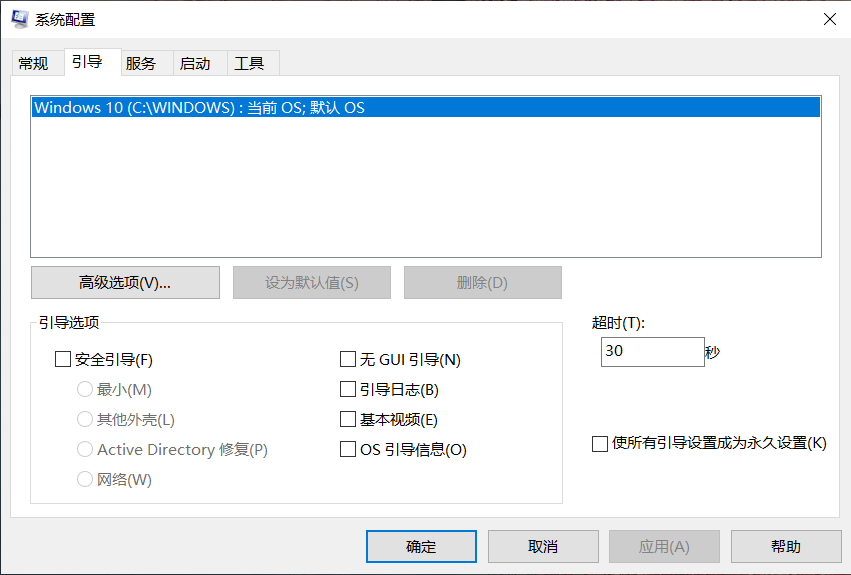 系统配置
常规 引导 服务 启动 工具
Windows 10 (C:\WINDOWS) : 当前 OS; 默认 OS
高级选项(V)... 设为默认值(S) 删除(D)
引导选项 超时(T):
30 秒
安全引导(F) 无 GUI 引导(N)
最小(M) 引导日志(B)
其他外壳(L) 基本视频(E)
Active Directory 修复(P) OS 引导信息(O) 使所有引导设置成为永久设置(K)
网络(W)
确定 取消 应用(A) 帮助